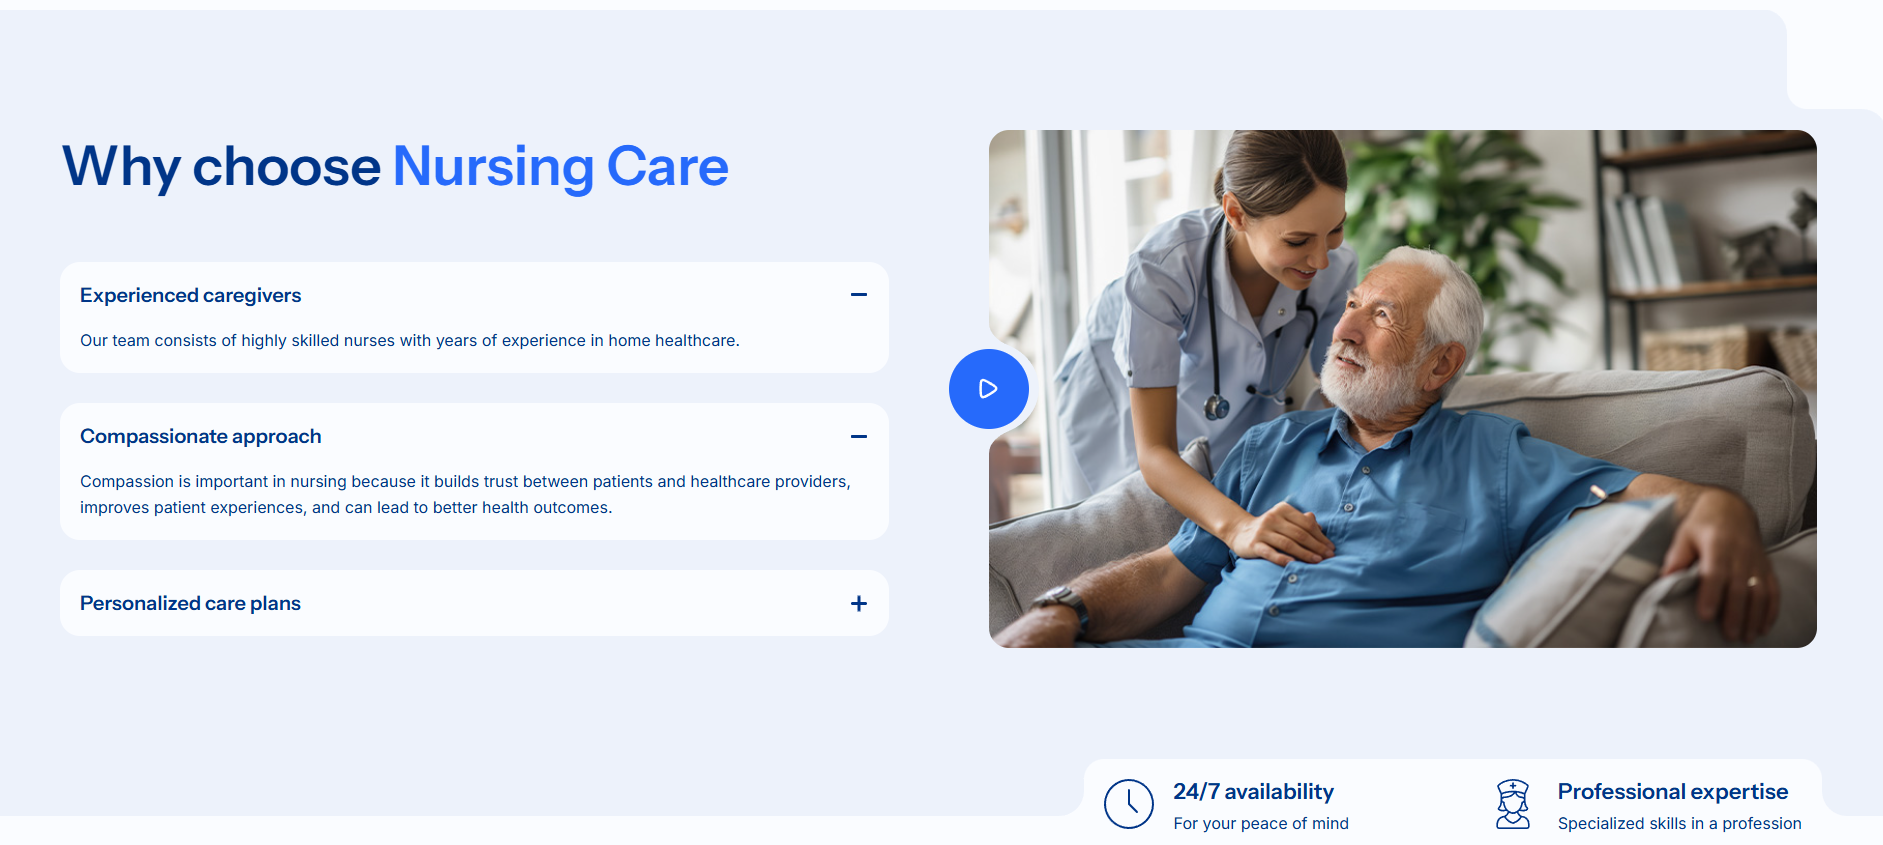 Why choose Nursing Care
Experienced caregivers
Our team consists of highly skilled nurses with years of experience in home healthcare.
Compassionate approach
Compassion is important in nursing because it builds trust between patients and healthcare providers,
improves patient experiences, and can lead to better health outcomes.
Personalized care plans
24/7 availability
For your peace of mind
Professional expertise
Specialized skills in a profession